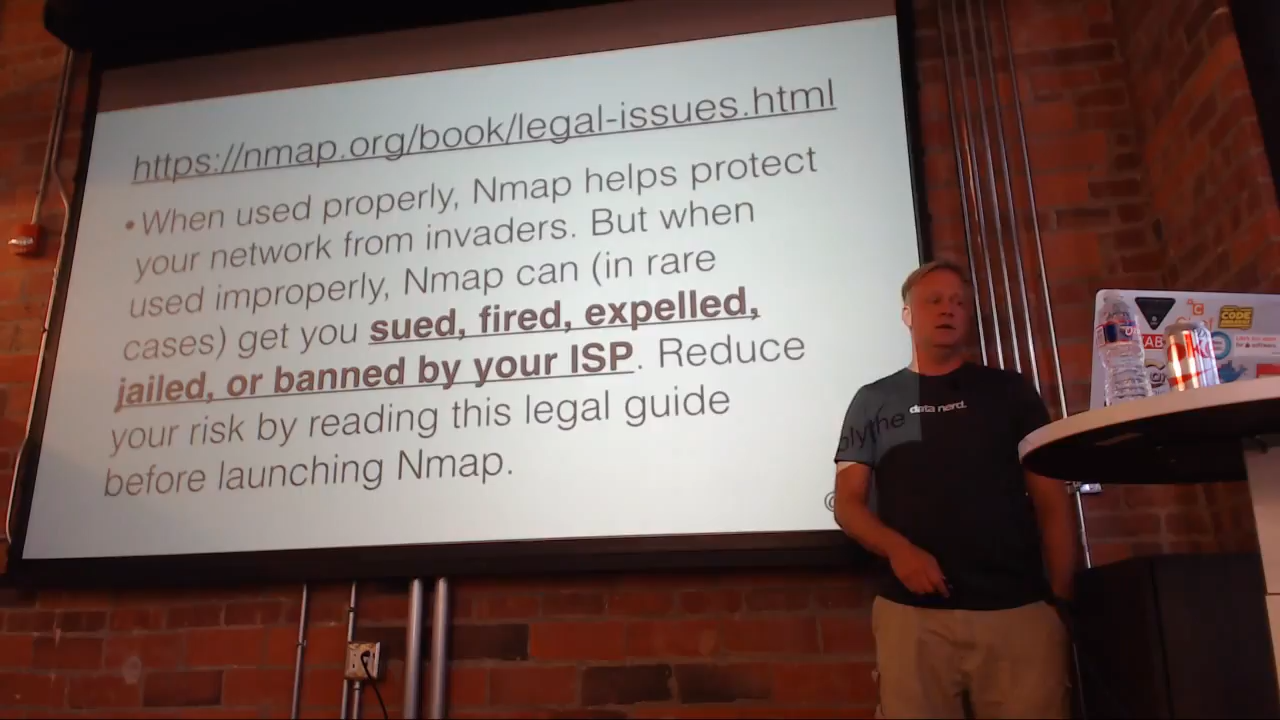 https://nmap.org/book/legal-issues.html
• When used properly, Nmap helps protect
your network from invaders. But when
used improperly, Nmap can (in rare
cases) get you sued, fired, expelled,
jailed, or banned by your ISP. Reduce
your risk by reading this legal guide
before launching Nmap.
©
olythe
data nerd.
CODE